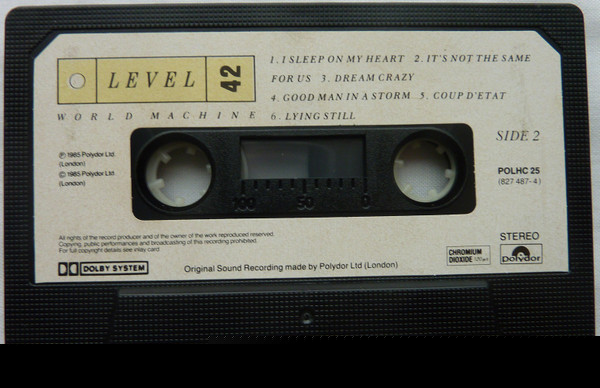 LEVEL 42
WORLD MACHINE
1. I SLEEP ON MY HEART 2. IT'S NOT THE SAME
FOR US 3. DREAM CRAZY
4. GOOD MAN IN A STORM 5. COUP D'ETAT
6. LYING STILL
SIDE 2
℗ 1985 Polydor Ltd.
(London)
© 1985 Polydor Ltd.
(London)
POLHC 25
(827 487-4)
100 50 0
All rights of the record producer and of the owner of the work reproduced reserved.
Copying, public performances and broadcasting of this recording prohibited.
For full copyright details see inlay card
DOLBY SYSTEM
Original Sound Recording made by Polydor Ltd (London)
CHROMIUM
DIOXIDE
STEREO
Polydor